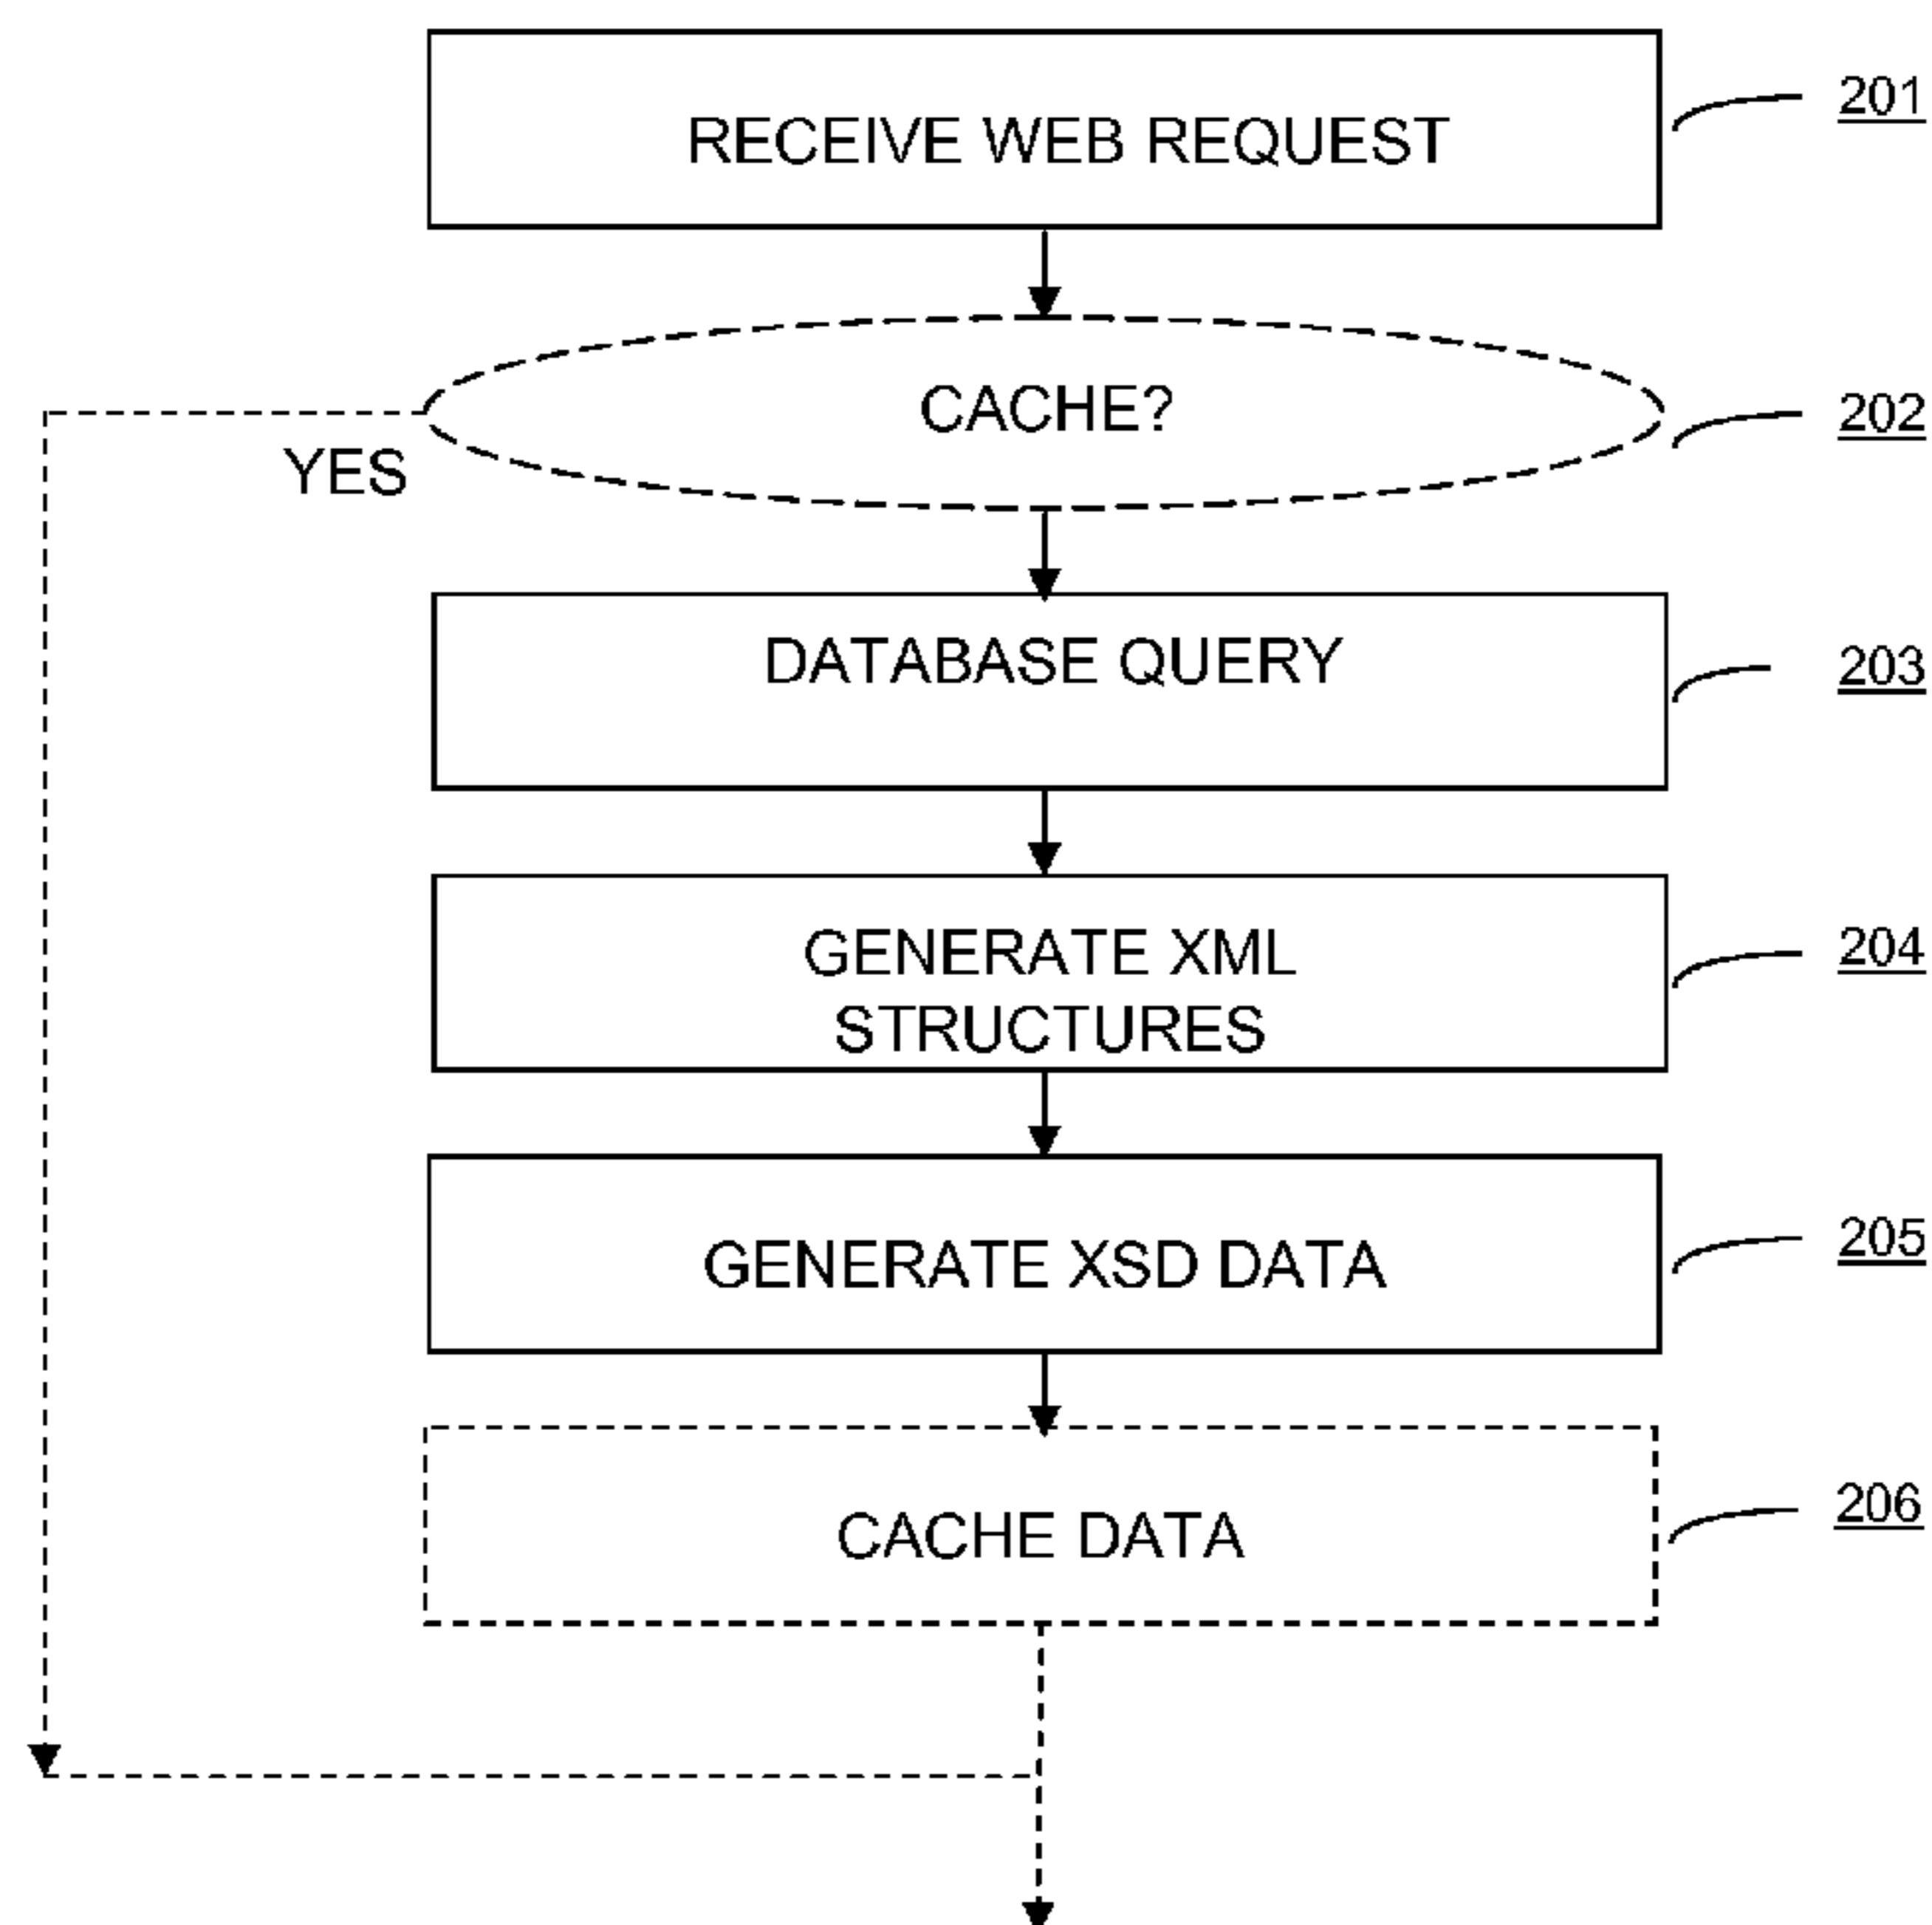 RECEIVE WEB REQUEST
201
CACHE?
202
YES
DATABASE QUERY
203
GENERATE XML
STRUCTURES
204
GENERATE XSD DATA
205
CACHE DATA
206